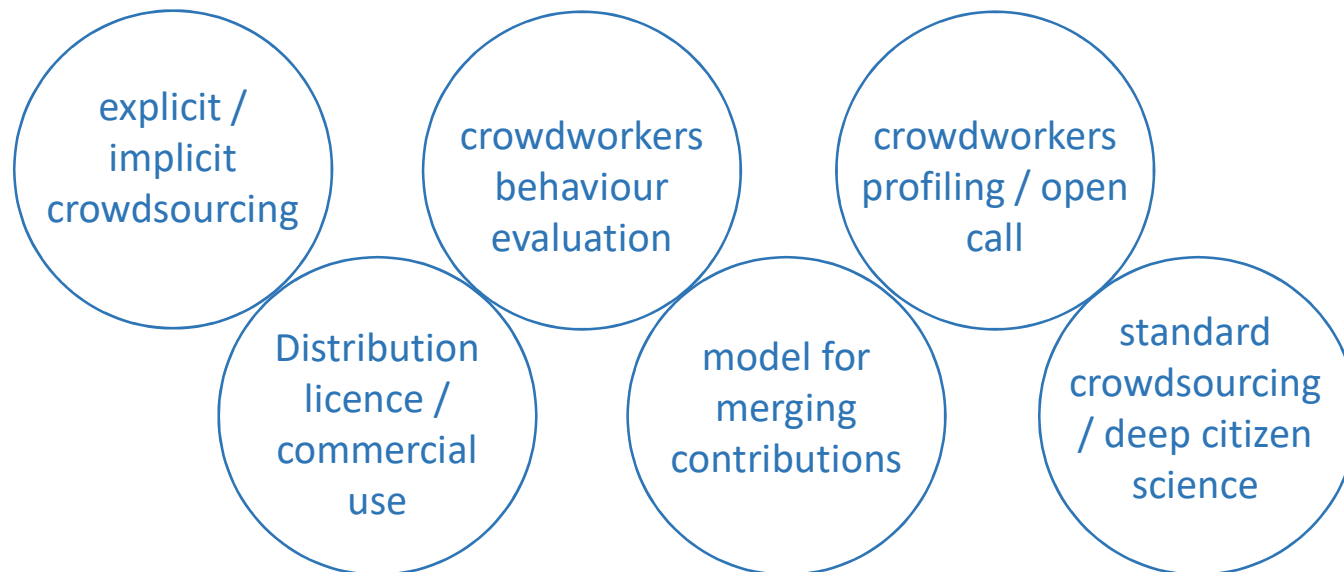 explicit /
implicit
crowdsourcing
crowdworkers
behaviour
evaluation
crowdworkers
profiling / open
call
Distribution
licence /
commercial
use
model for
merging
contributions
standard
crowdsourcing
/ deep citizen
science